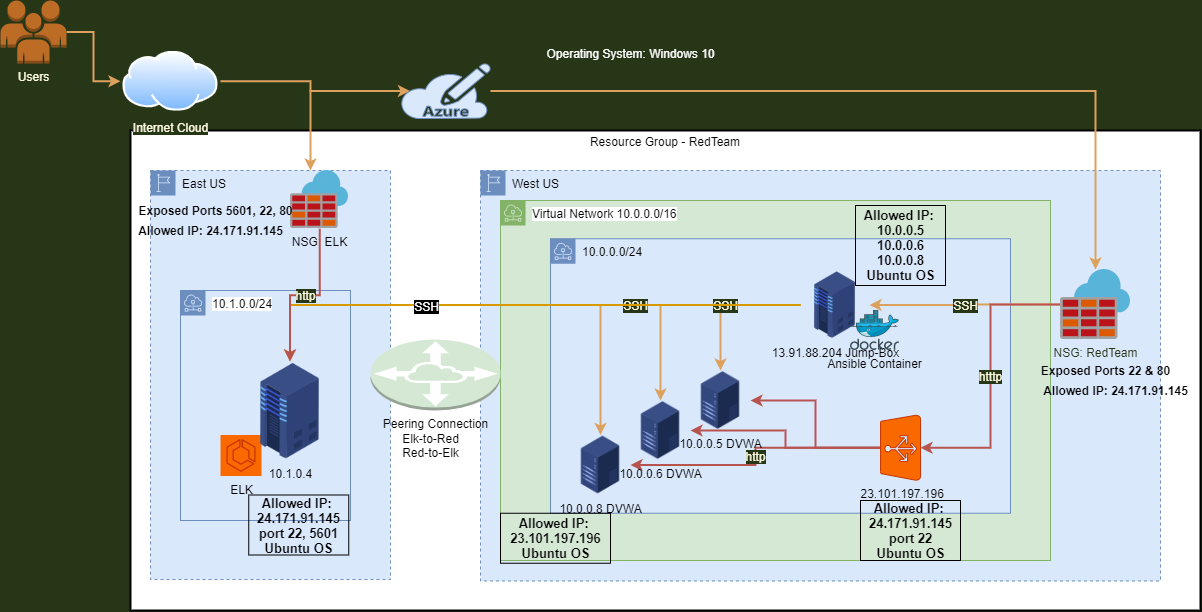 Operating System: Windows 10
Users
Azure
Internet Cloud
Resource Group - RedTeam
East US
West US
Exposed Ports 5601, 22, 80
Allowed IP: 24.171.91.145
NSG: ELK
Virtual Network 10.0.0.0/16
Allowed IP:
10.0.0.5
10.0.0.6
10.0.0.8
Ubuntu OS
10.0.0.0/24
10.1.0.0/24
http
SSH
SSH
SSH
SSH
docker
13.91.88.204 Jump-Box
Ansible Container
NSG: RedTeam
Exposed Ports 22 & 80
Allowed IP: 24.171.91.145
htttp
Peering Connection
Elk-to-Red
Red-to-Elk
10.0.0.5 DVWA
http
10.0.0.6 DVWA
10.1.0.4
ELK
10.0.0.8 DVWA
23.101.197.196
Allowed IP:
24.171.91.145
port 22, 5601
Ubuntu OS
Allowed IP:
23.101.197.196
Ubuntu OS
Allowed IP:
24.171.91.145
port 22
Ubuntu OS